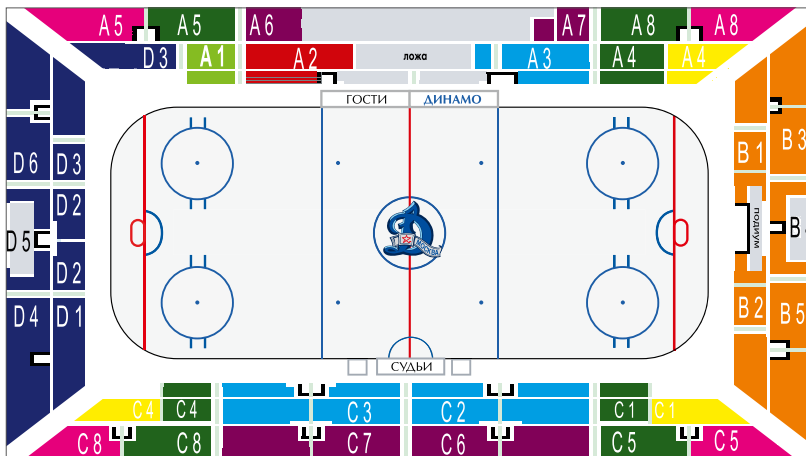 A5 A5 A6 A7 A8 A8
D3 A1 A2 ложа A3 A4 A4
ГОСТИ ДИНАМО
D6 D3 B1 B3
D2
D5 ПОДИУМ B4
D2
D4 D1 B2 B5
СУДЬИ
C4 C4 C3 C2 C1 C1
C8 C8 C7 C6 C5 C5